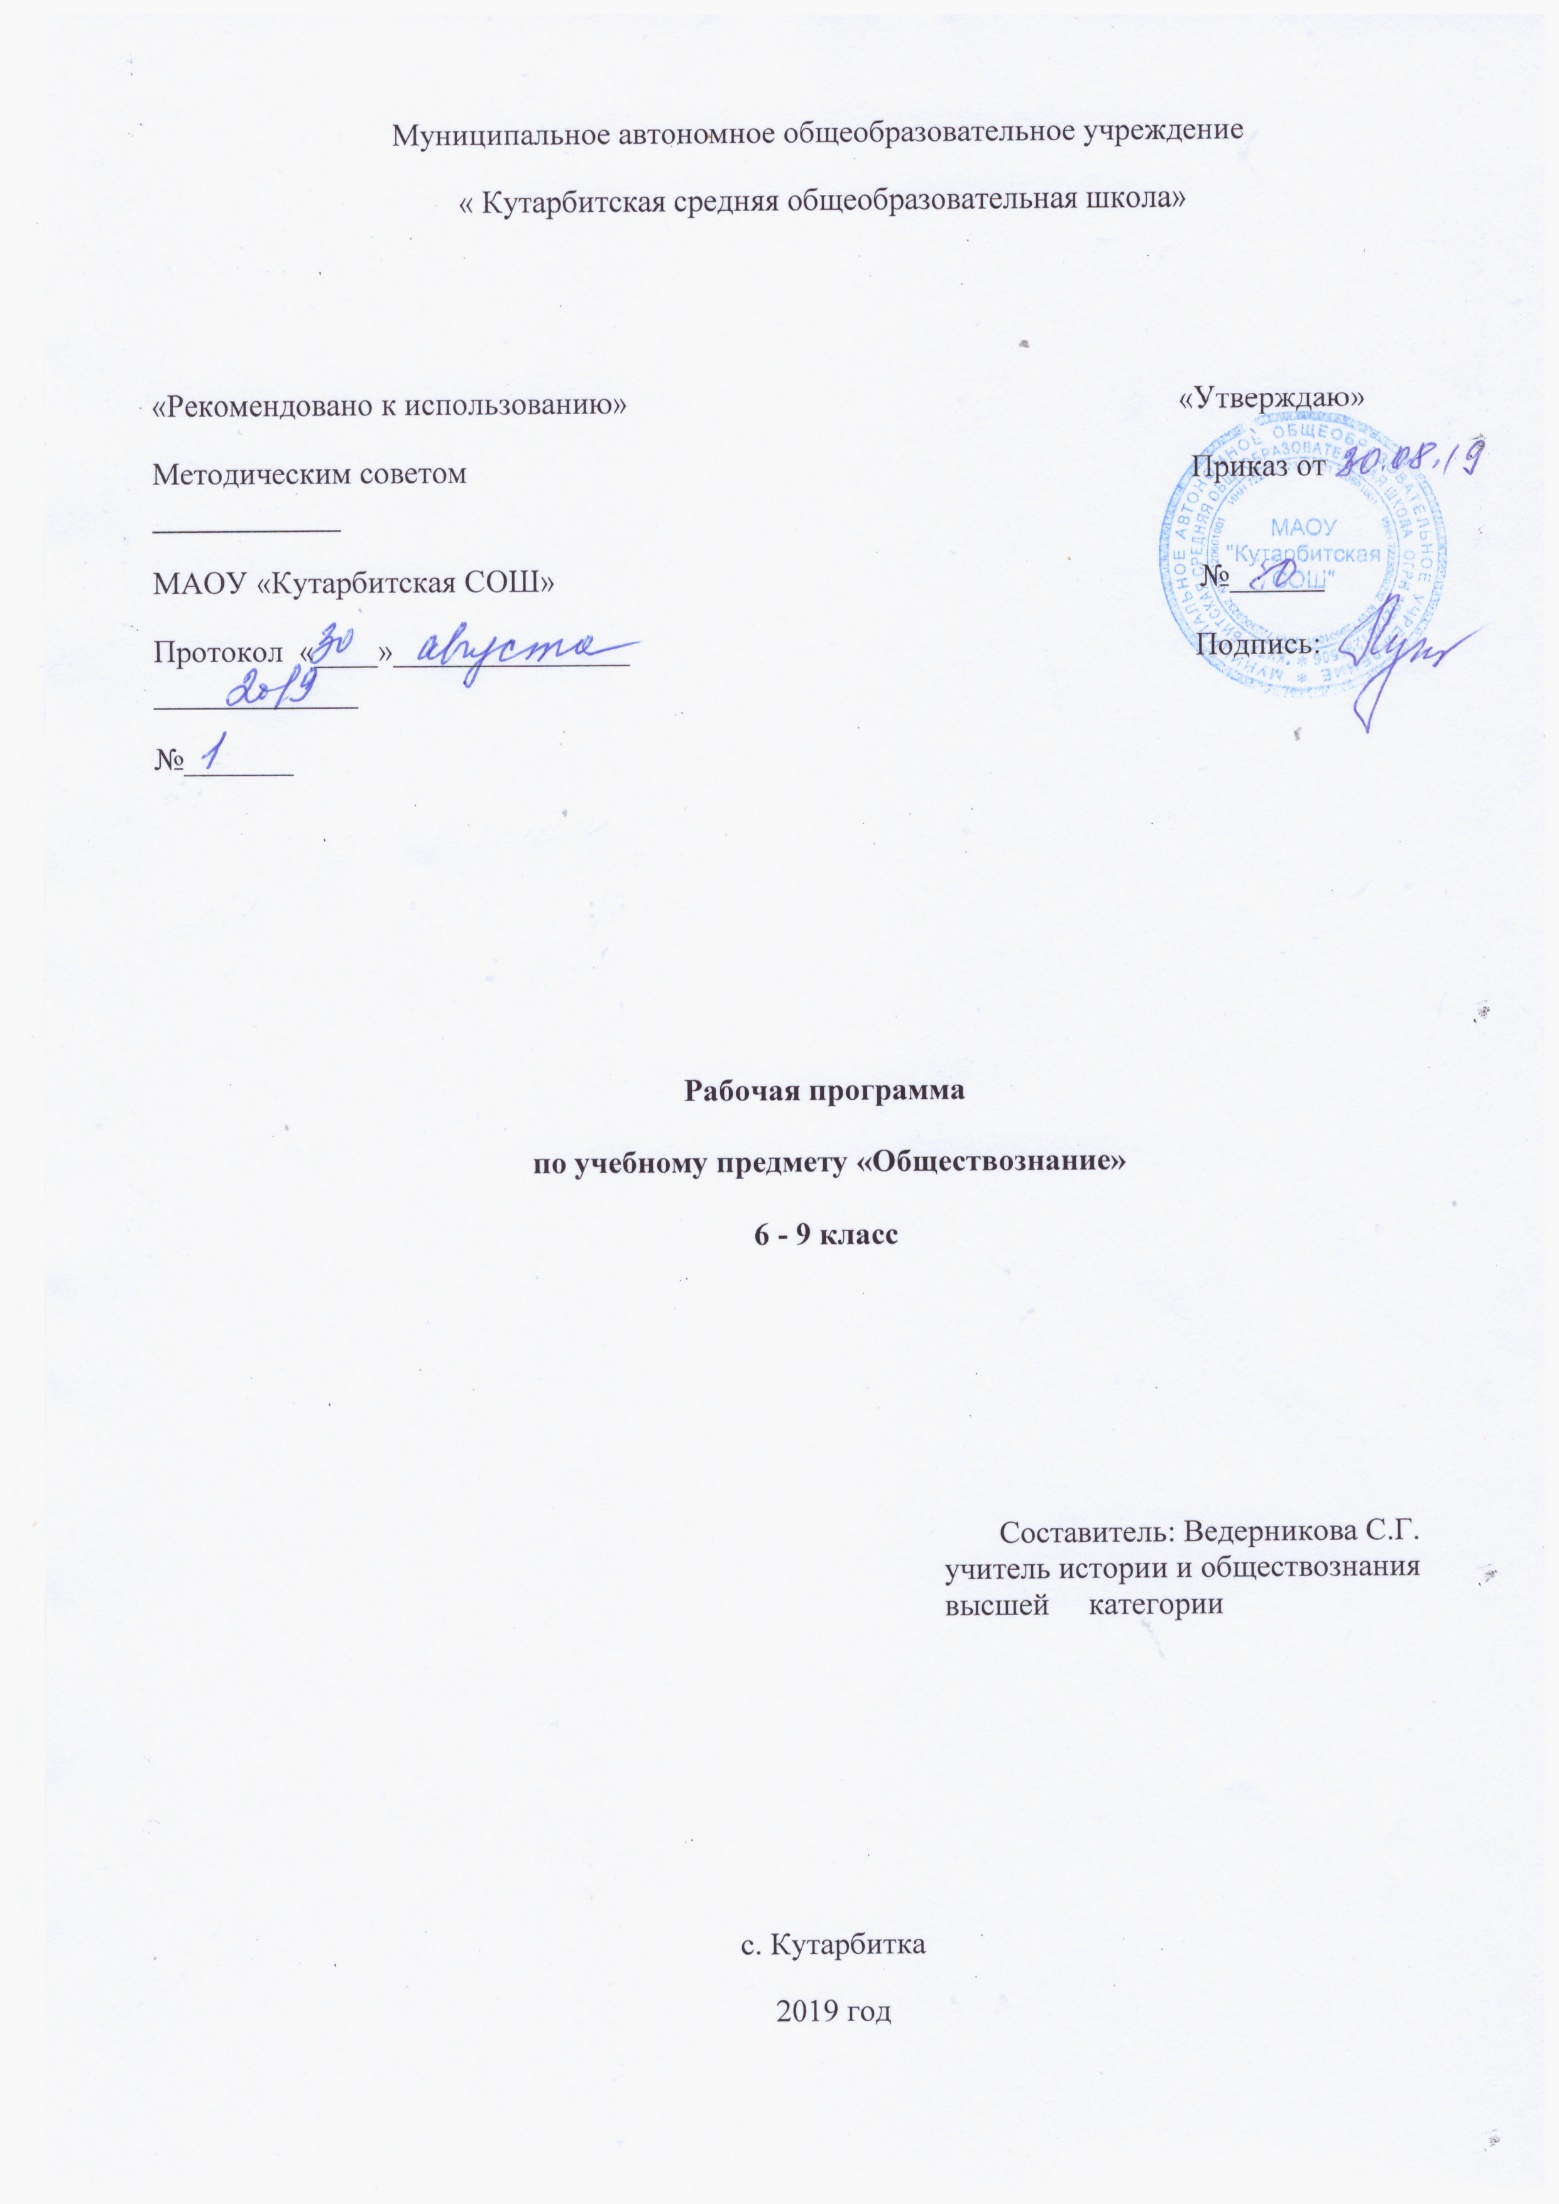 Муниципальное автономное общеобразовательное учреждение
« Кутарбитская средняя общеобразовательная школа»
«Рекомендовано к использованию»
Методическим советом
МАОУ «Кутарбитская СОШ»
Протокол «30» августа
2019
№ 1
«Утверждаю»
Приказ от 30.08.19
№
Подпись:
МАОУ
"Кутарбитская
СОШ"
Рабочая программа
по учебному предмету «Обществознание»
6 - 9 класс
Составитель: Ведерникова С.Г.
учитель истории и обществознания
высшей категории
с. Кутарбитка
2019 год